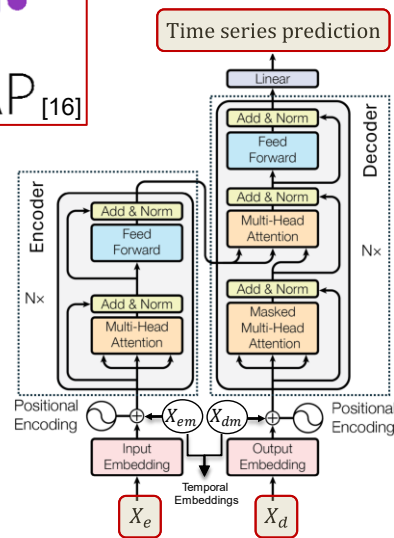 Time series prediction
AP [16]
Linear
Decoder
Add & Norm
Feed
Forward
Add & Norm
Multi-Head
Attention
Add & Norm
Masked
Multi-Head
Attention
N×
Encoder
Add & Norm
Feed
Forward
N×
Add & Norm
Multi-Head
Attention
Positional
Encoding
X_em
X_dm
Positional
Encoding
Input
Embedding
Output
Embedding
Temporal
Embeddings
X_e
X_d